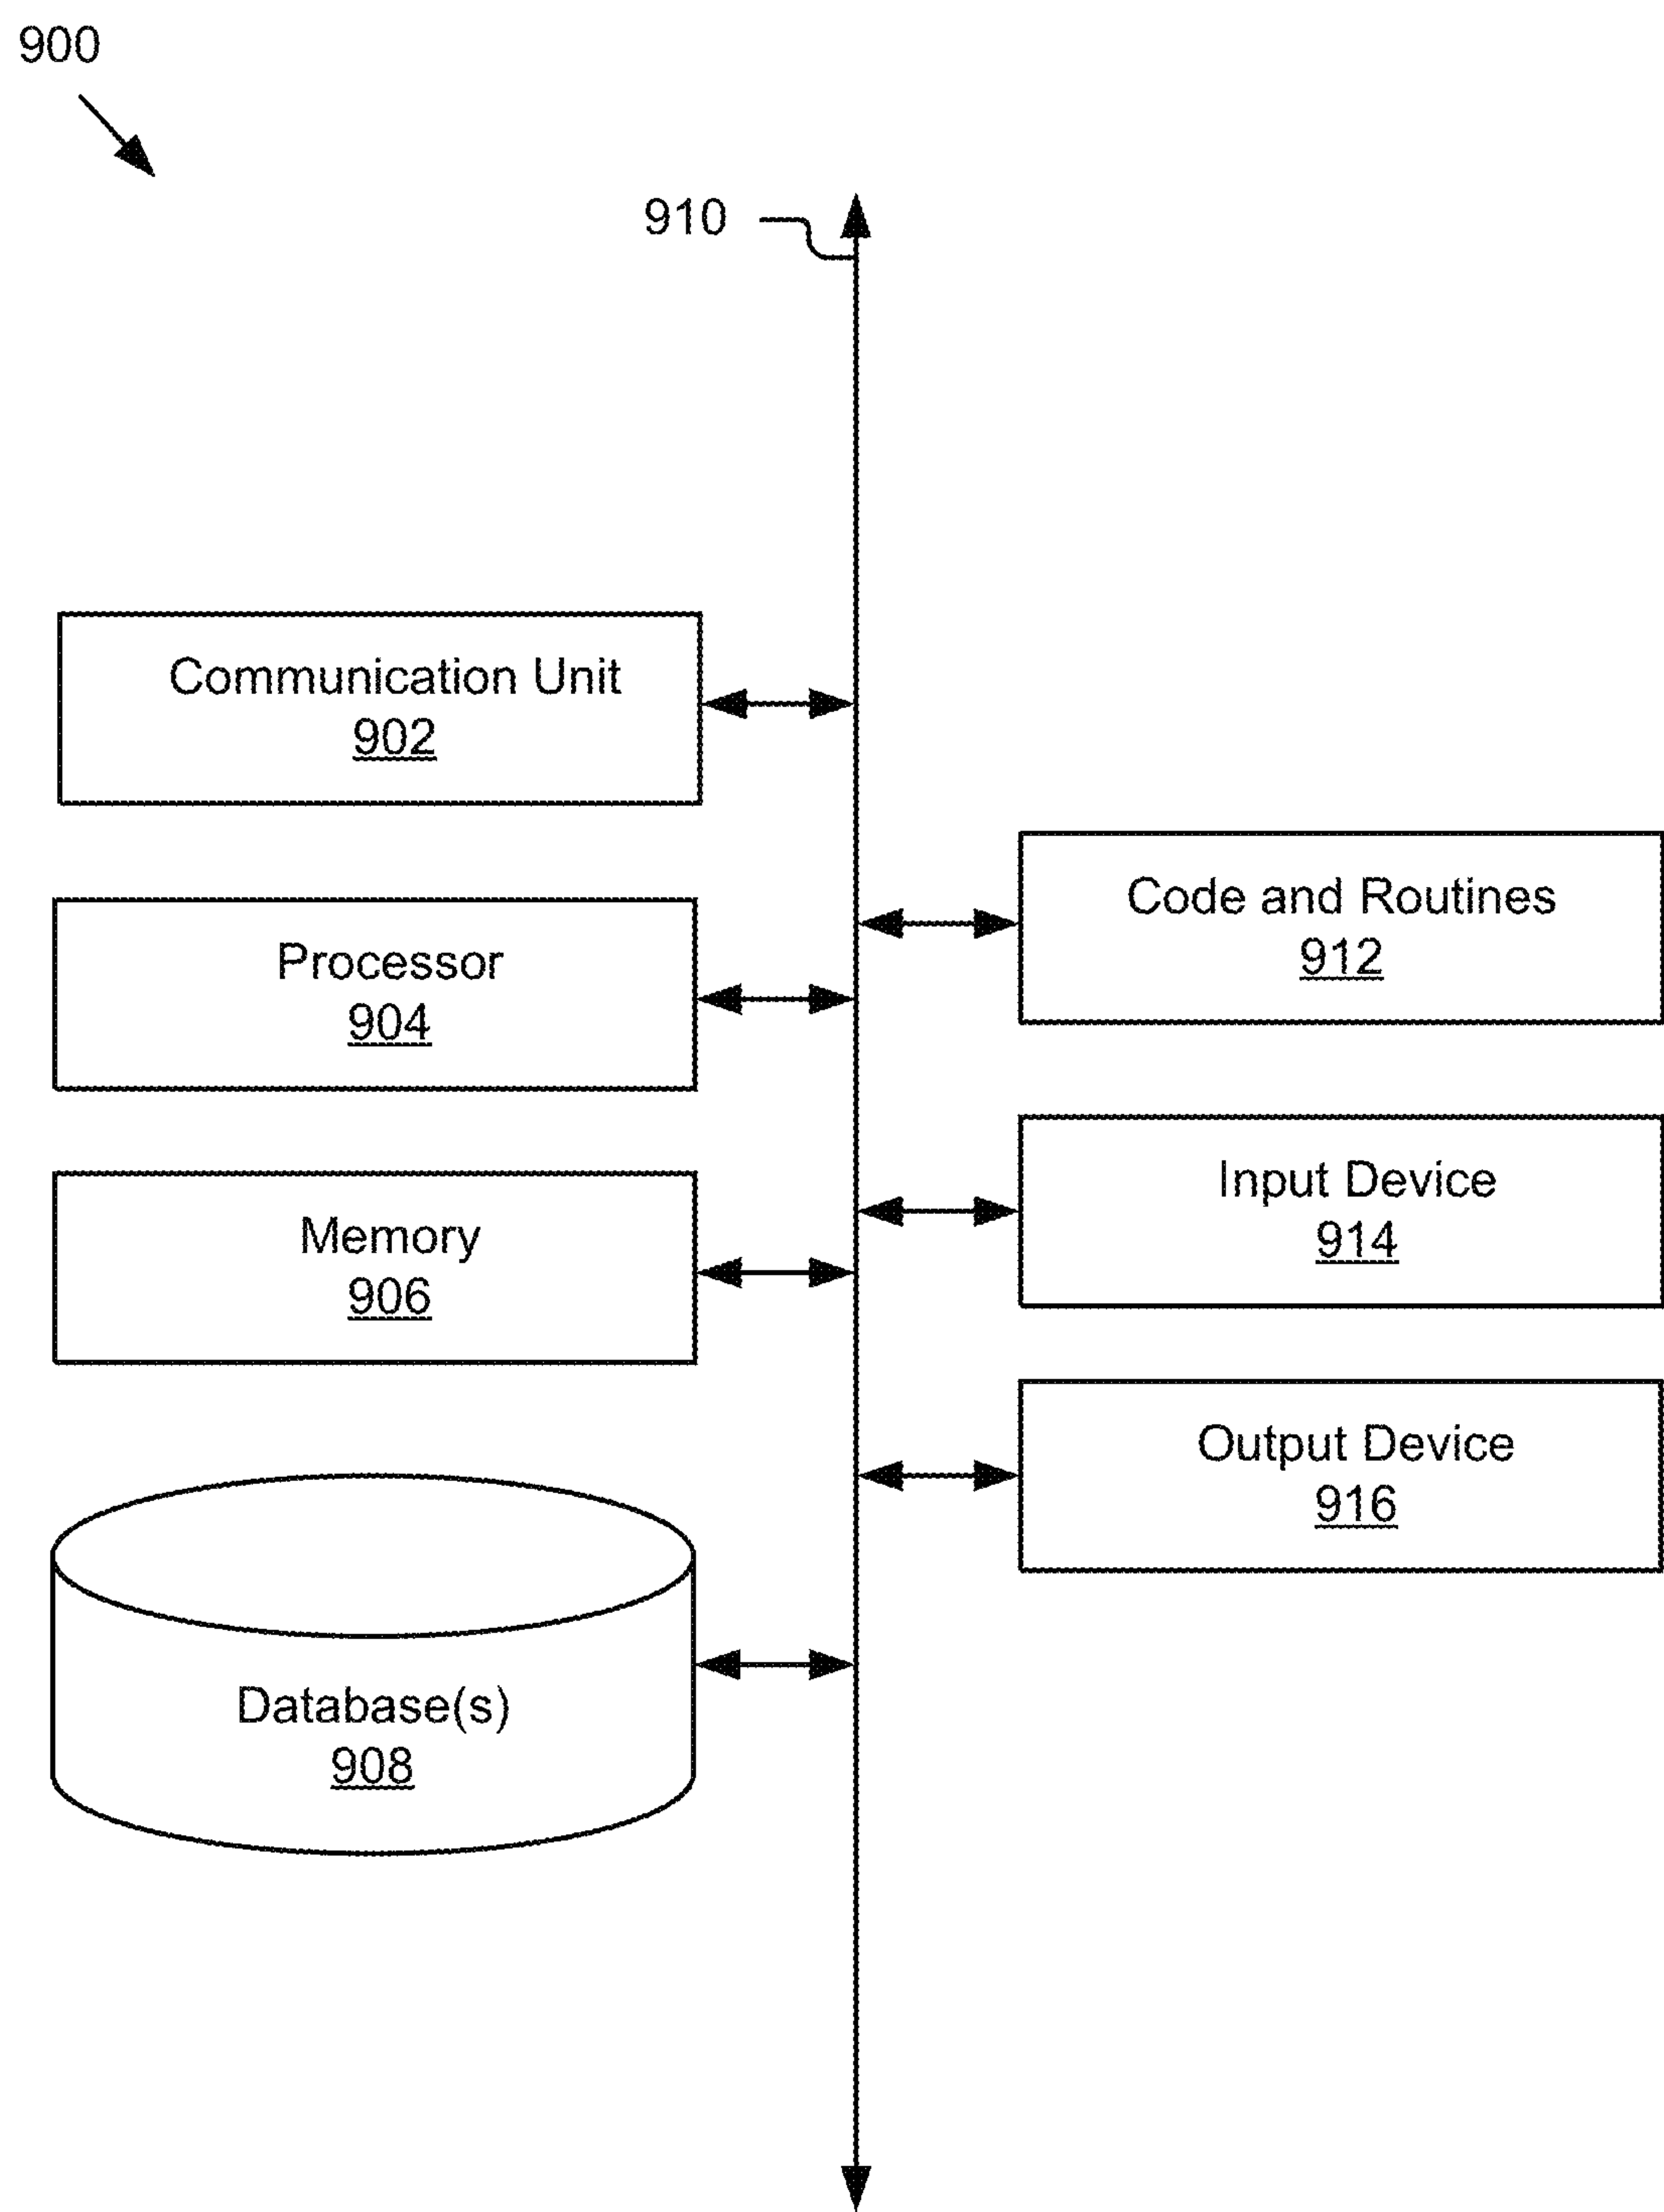 900
910
Communication Unit
902
Processor
904
Memory
906
Database(s)
908
Code and Routines
912
Input Device
914
Output Device
916